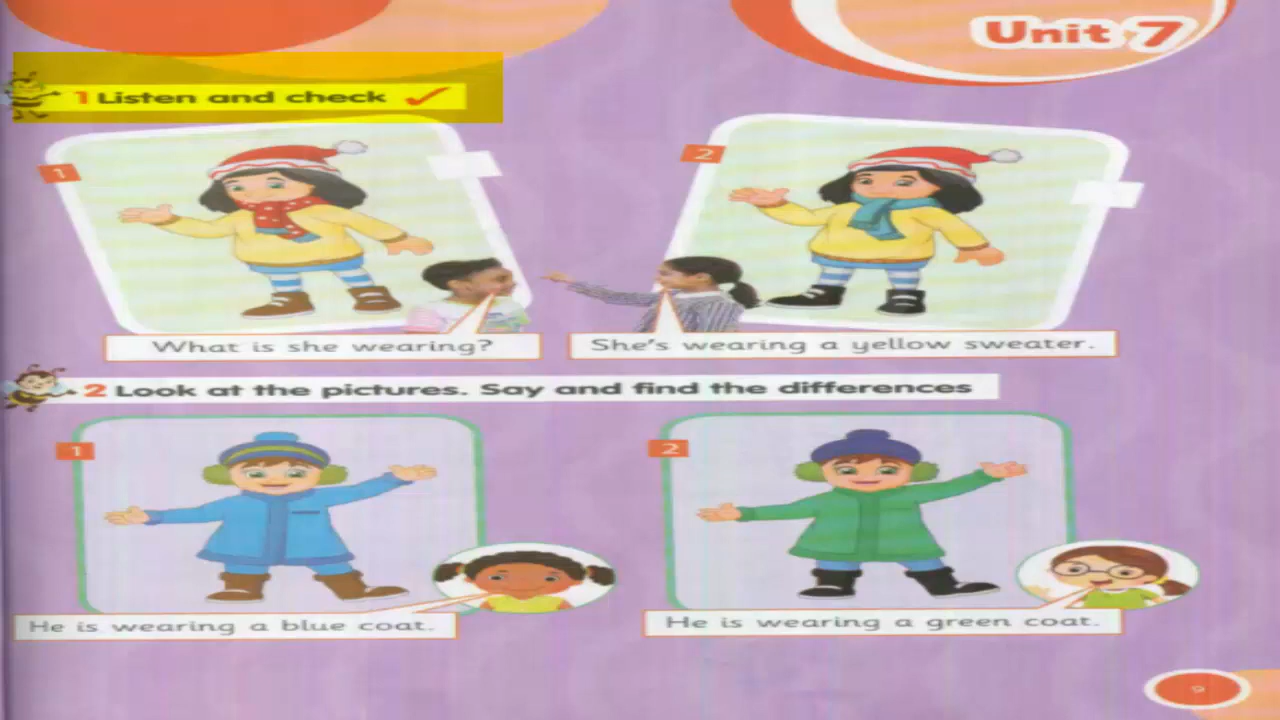 Unit 7
1 Listen and check ✓
1
2
What is she wearing?
She's wearing a yellow sweater.
2 Look at the pictures. Say and find the differences
1
2
He is wearing a blue coat.
He is wearing a green coat.
9